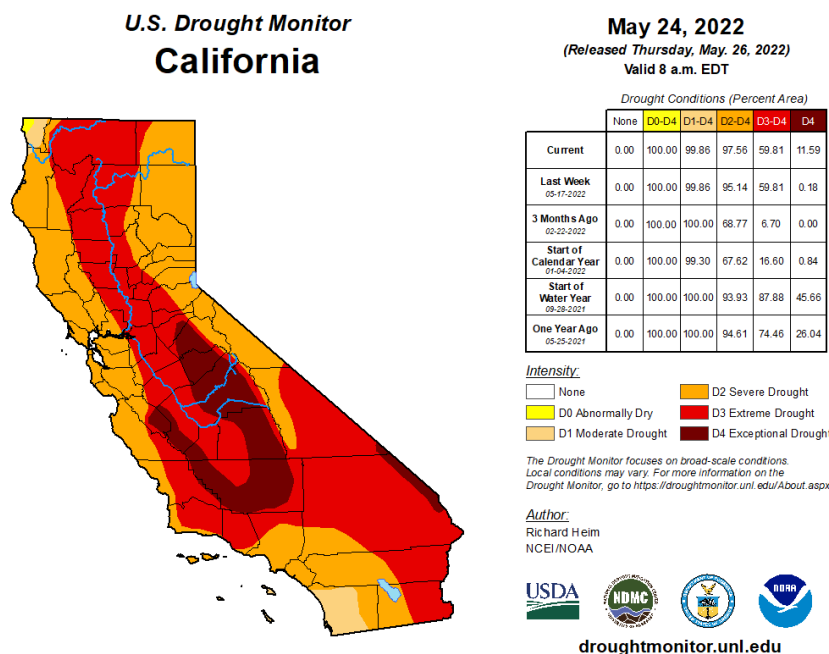 U.S. Drought Monitor
California
May 24, 2022
(Released Thursday, May. 26, 2022)
Valid 8 a.m. EDT
Drought Conditions (Percent Area)
None D0-D4 D1-D4 D2-D4 D3-D4 D4
Current 0.00 100.00 99.86 97.56 59.81 11.59
Last Week
05-17-2022 0.00 100.00 99.86 95.14 59.81 0.18
3 Months Ago
02-22-2022 0.00 100.00 100.00 68.77 6.70 0.00
Start of
Calendar Year
01-04-2022 0.00 100.00 99.30 67.62 16.60 0.84
Start of
Water Year
09-28-2021 0.00 100.00 100.00 93.93 87.88 45.66
One Year Ago
05-25-2021 0.00 100.00 100.00 94.61 74.46 26.04
Intensity:
None
D0 Abnormally Dry
D1 Moderate Drought
D2 Severe Drought
D3 Extreme Drought
D4 Exceptional Drought
The Drought Monitor focuses on broad-scale conditions.
Local conditions may vary. For more information on the
Drought Monitor, go to https://droughtmonitor.unl.edu/About.aspx
Author:
Richard Heim
NCEI/NOAA
USDA
NDMC
NOAA
droughtmonitor.unl.edu